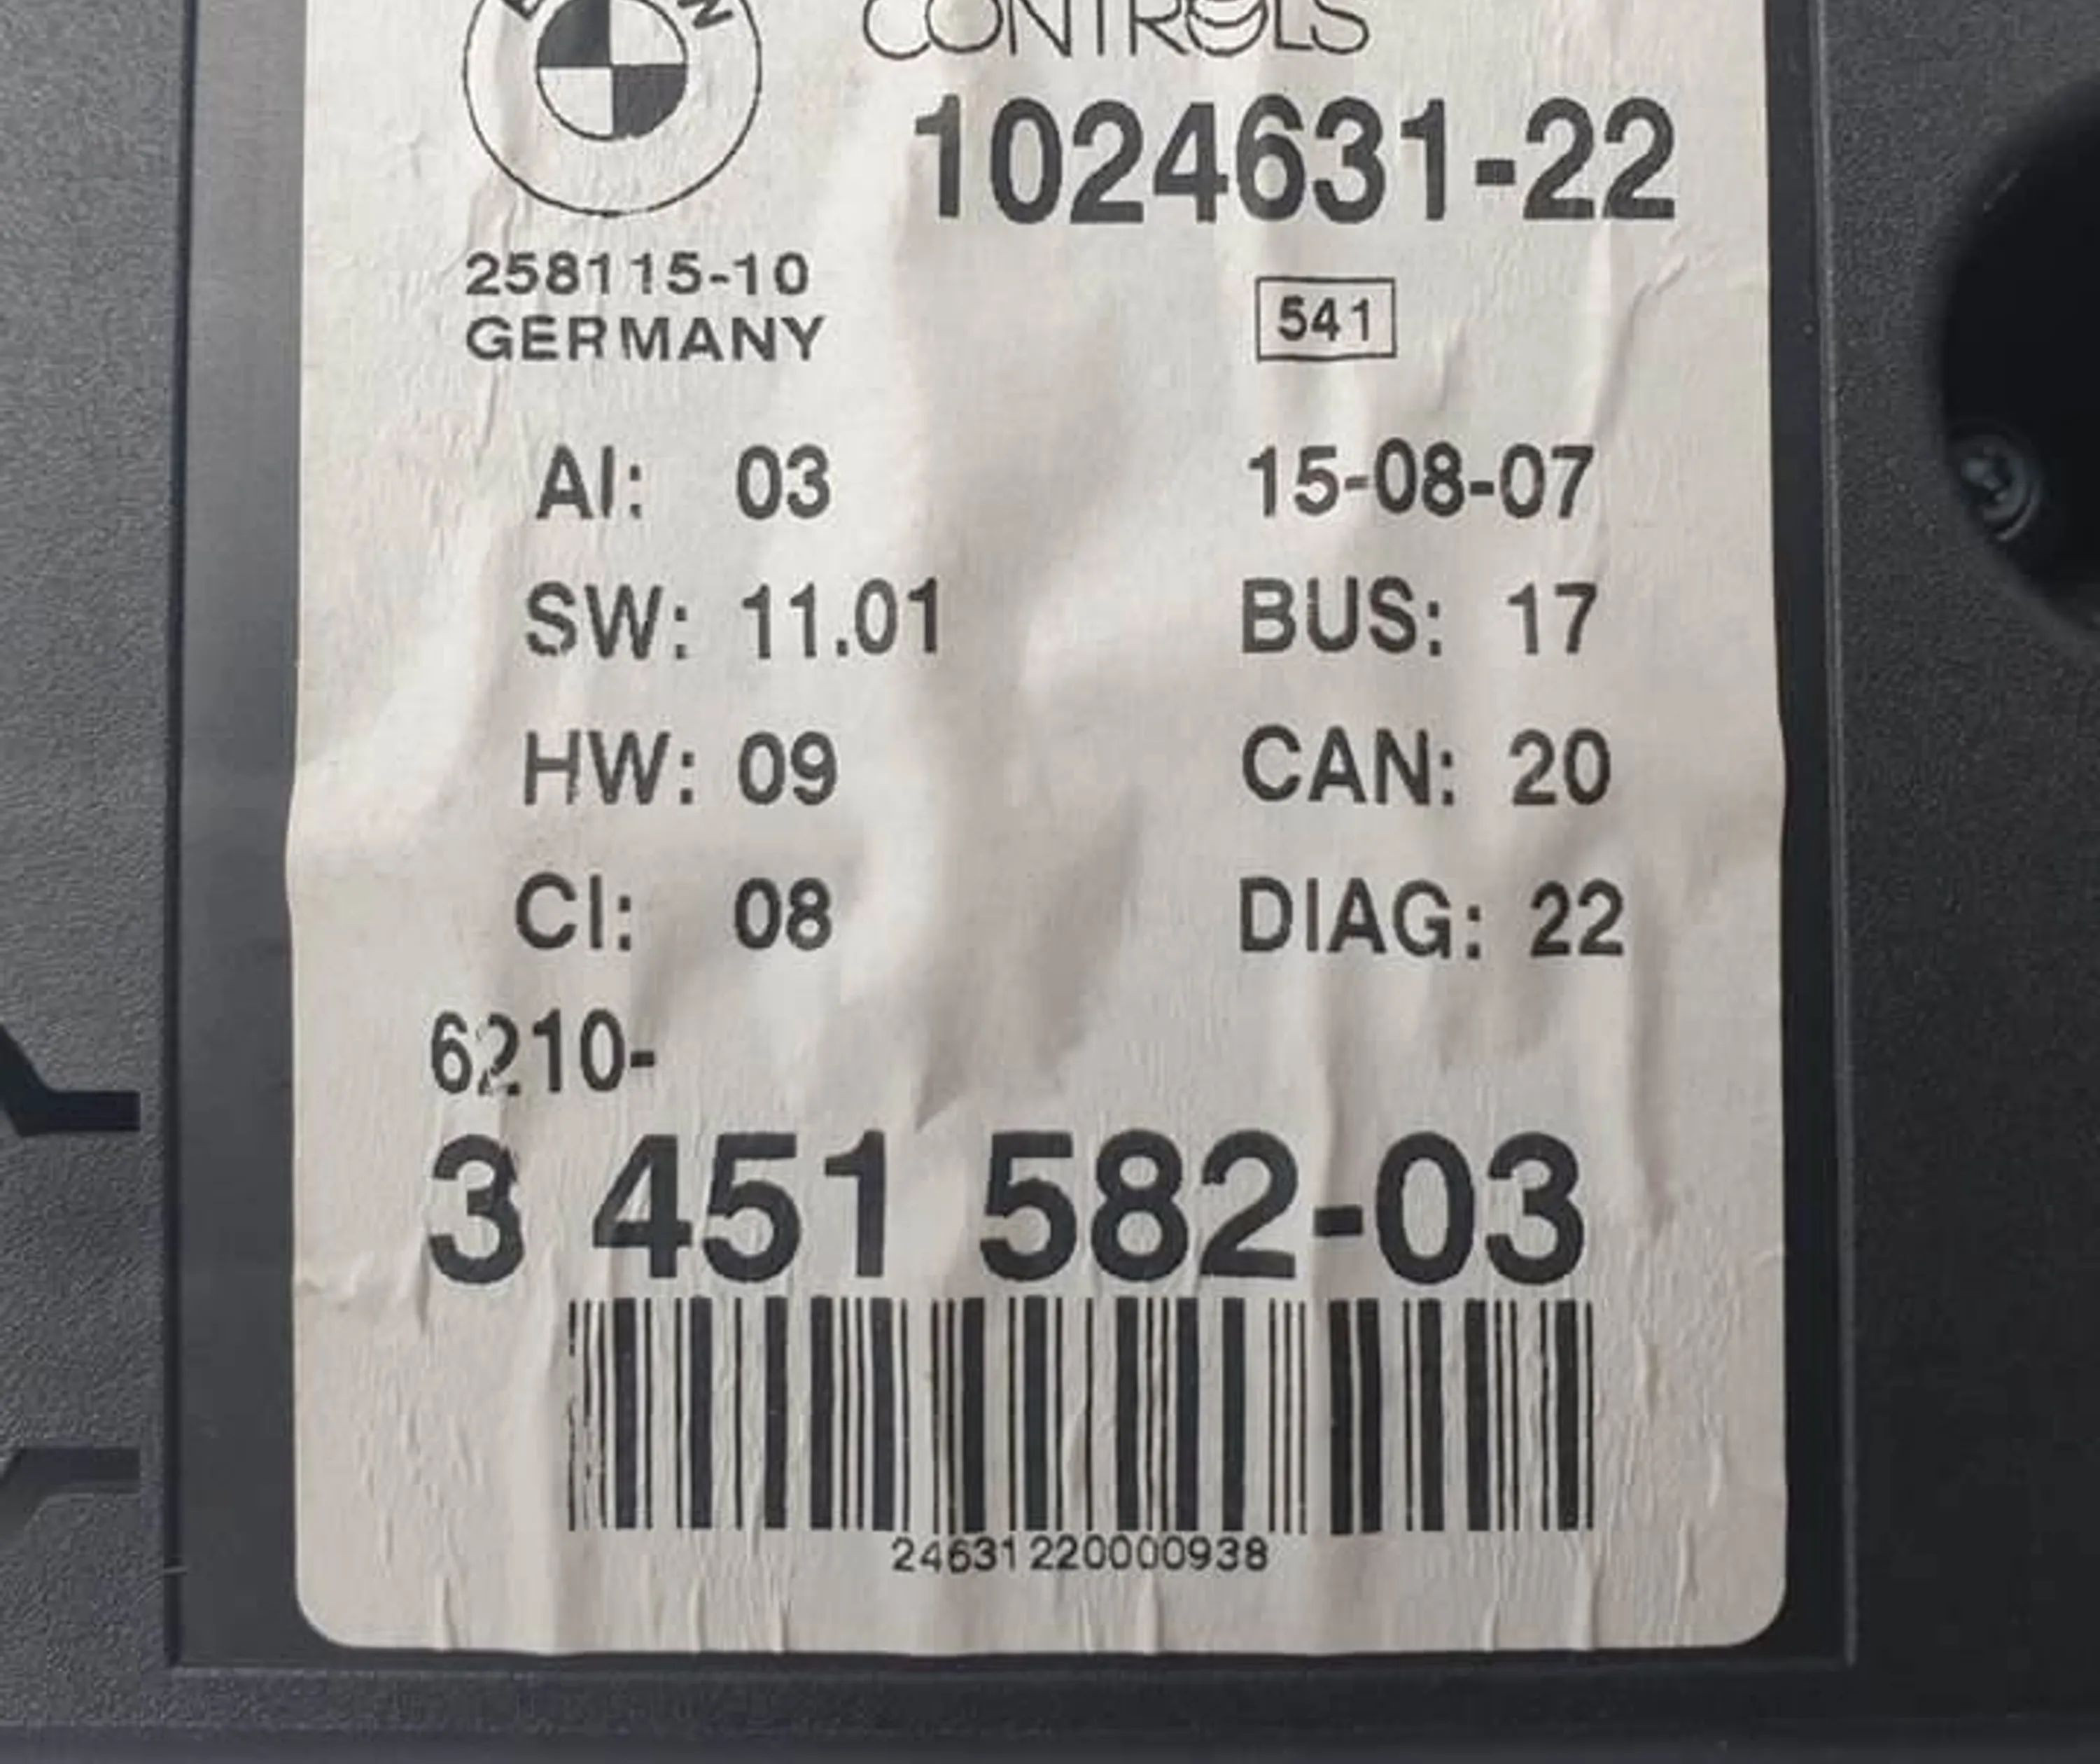 CONTROLS
1024631-22
258115-10
GERMANY
541
AI: 03 15-08-07
SW: 11.01 BUS: 17
HW: 09 CAN: 20
CI: 08 DIAG: 22
6210-
3 451 582-03
24631220000938